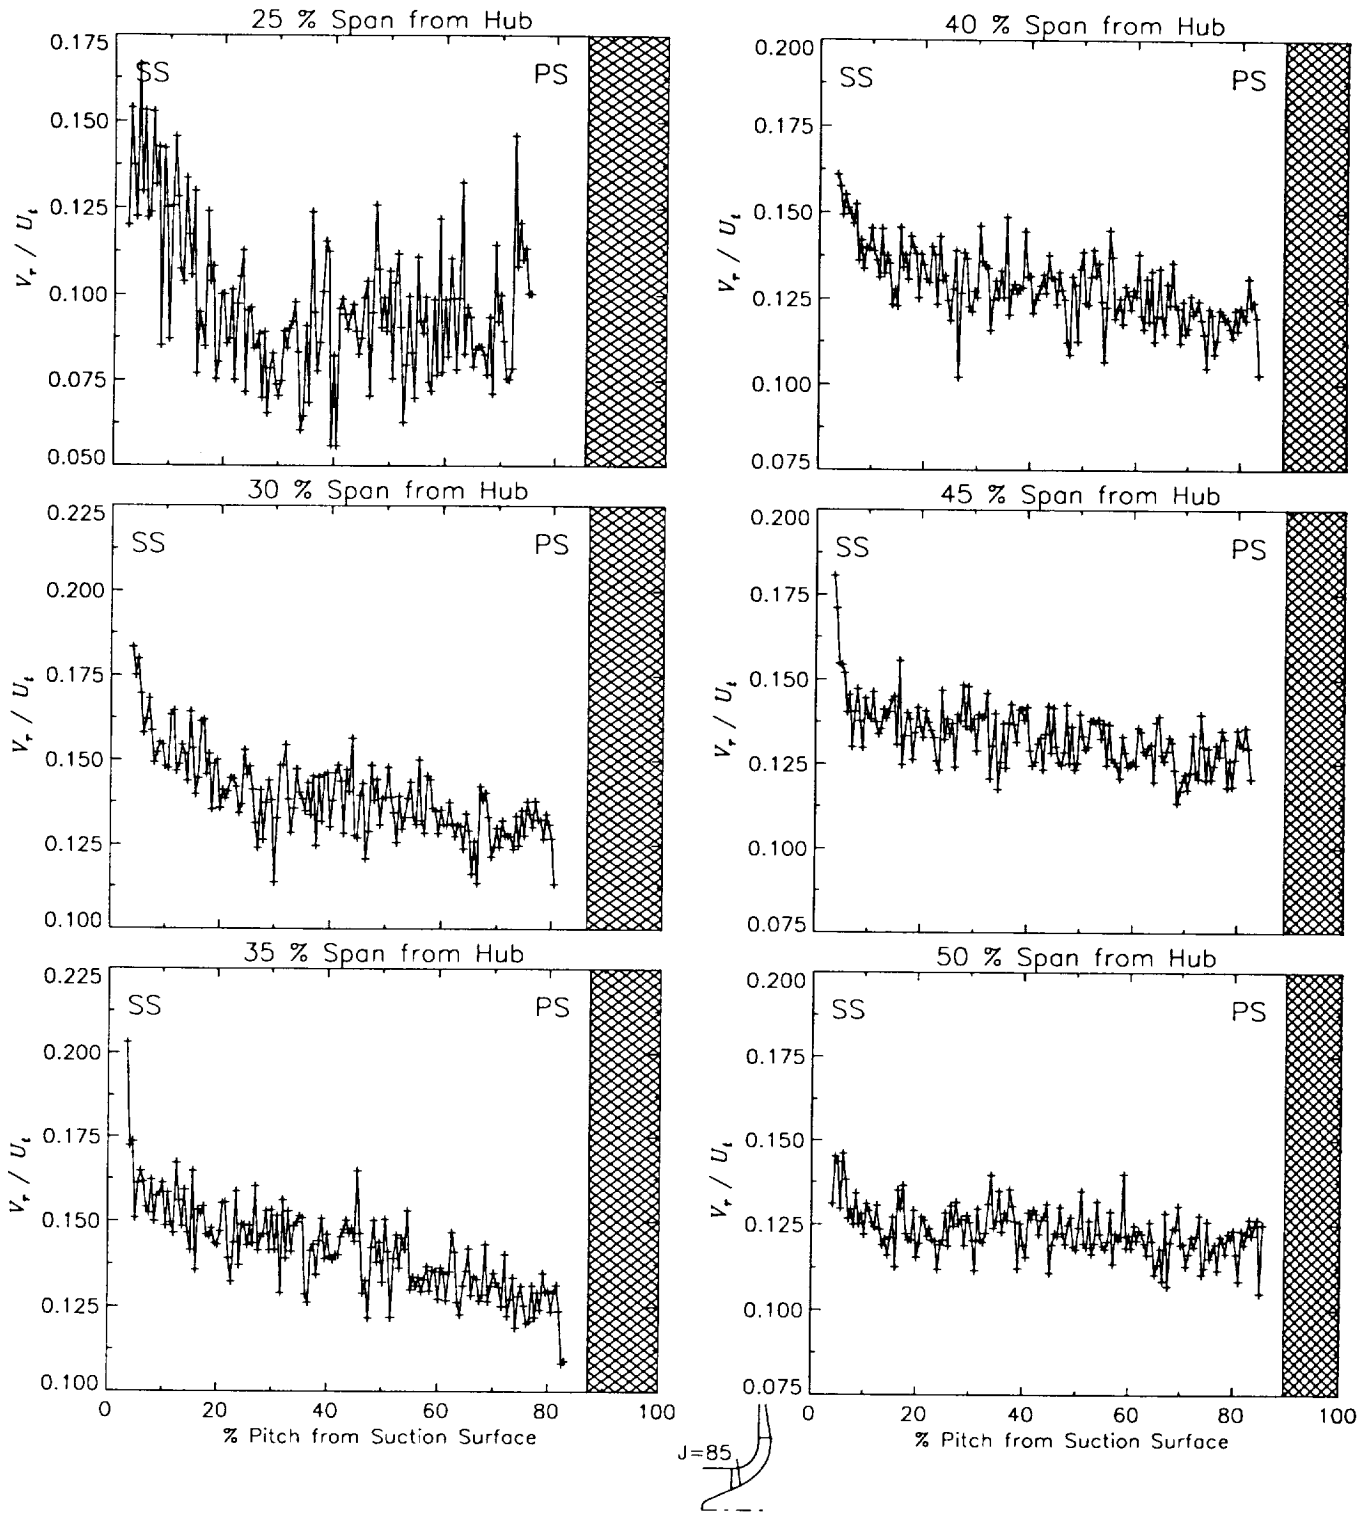 25 % Span from Hub
0.175
0.150
0.125
0.100
0.075
0.050
V_r / U_t
SS
PS
30 % Span from Hub
0.225
0.200
0.175
0.150
0.125
0.100
V_r / U_t
SS
PS
35 % Span from Hub
0.225
0.200
0.175
0.150
0.125
0.100
V_r / U_t
SS
PS
0 20 40 60 80 100
% Pitch from Suction Surface
40 % Span from Hub
0.200
0.175
0.150
0.125
0.100
0.075
V_r / U_t
SS
PS
45 % Span from Hub
0.200
0.175
0.150
0.125
0.100
0.075
V_r / U_t
SS
PS
50 % Span from Hub
0.200
0.175
0.150
0.125
0.100
0.075
V_r / U_t
SS
PS
0 20 40 60 80 100
% Pitch from Suction Surface
J=85